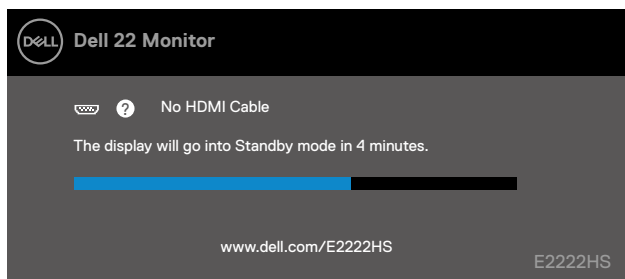 DELL
Dell 22 Monitor
? No HDMI Cable
The display will go into Standby mode in 4 minutes.
www.dell.com/E2222HS
E2222HS